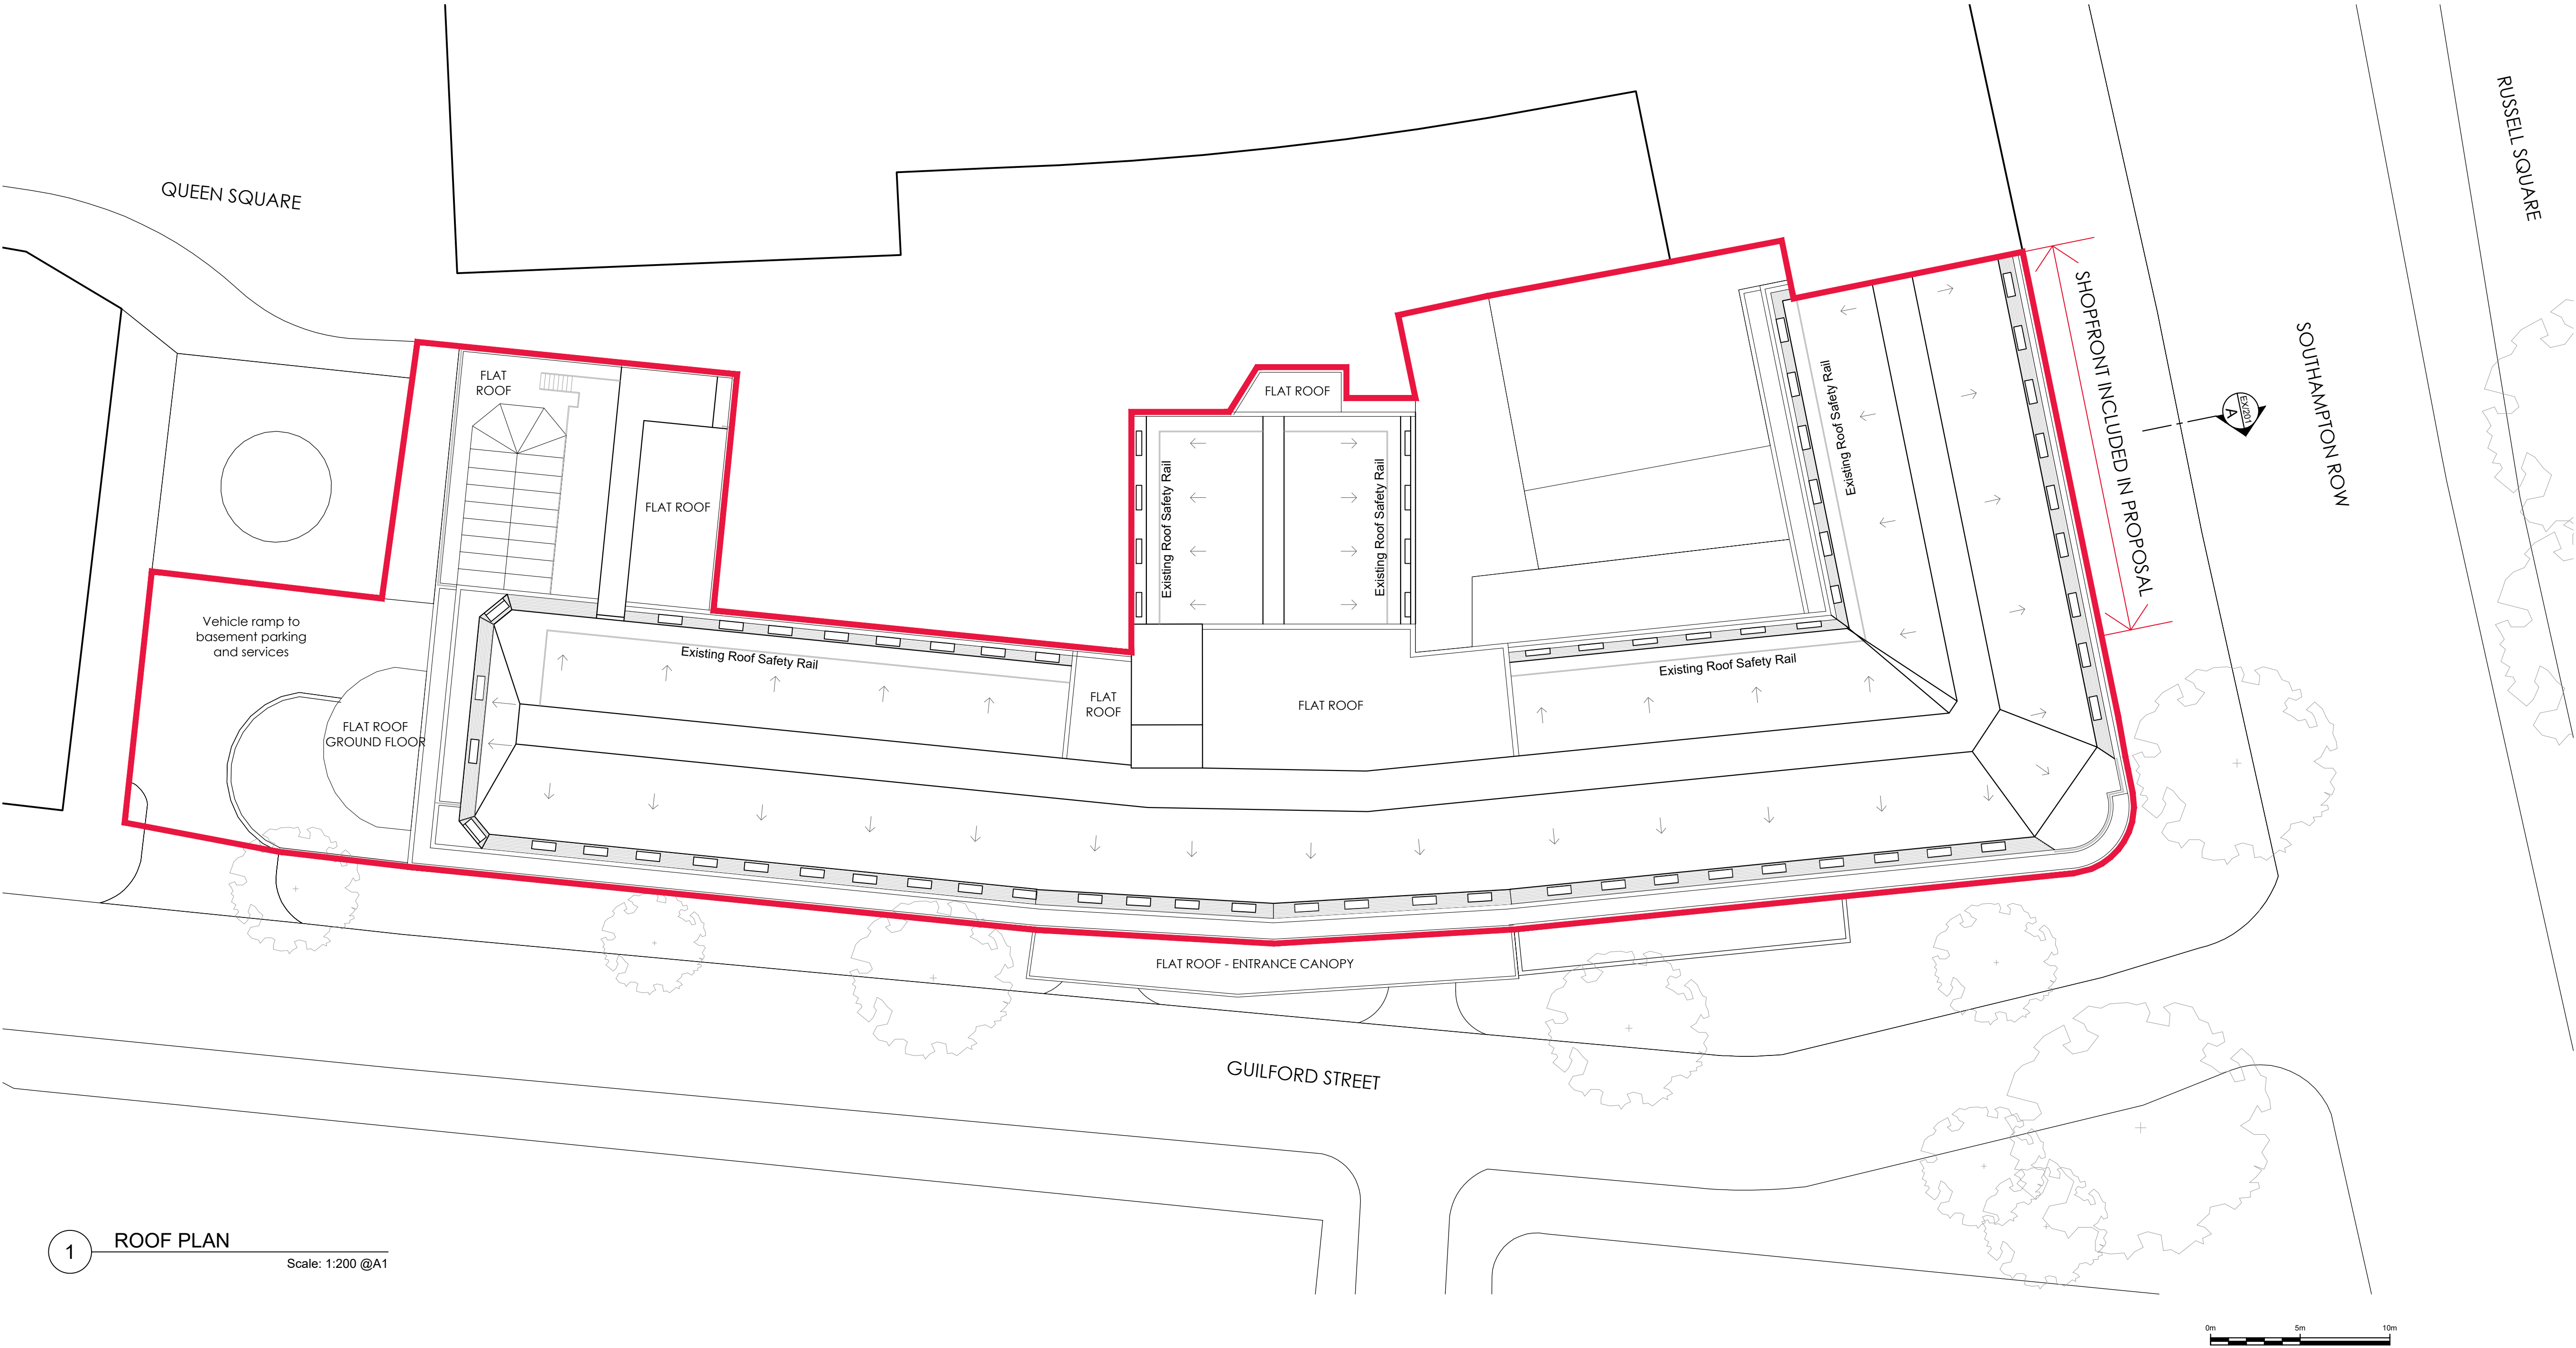 RUSSELL SQUARE
QUEEN SQUARE
SHOPFRONT INCLUDED IN PROPOSAL
SOUTHAMPTON ROW
FLAT
ROOF
FLAT ROOF
Existing Roof Safety Rail
EX/201
A
Existing Roof Safety Rail
Existing Roof Safety Rail
FLAT ROOF
Vehicle ramp to
basement parking
and services
Existing Roof Safety Rail
Existing Roof Safety Rail
FLAT
ROOF
FLAT ROOF
FLAT ROOF
GROUND FLOOR
FLAT ROOF - ENTRANCE CANOPY
GUILFORD STREET
1
ROOF PLAN
Scale: 1:200 @A1
0m
5m
10m